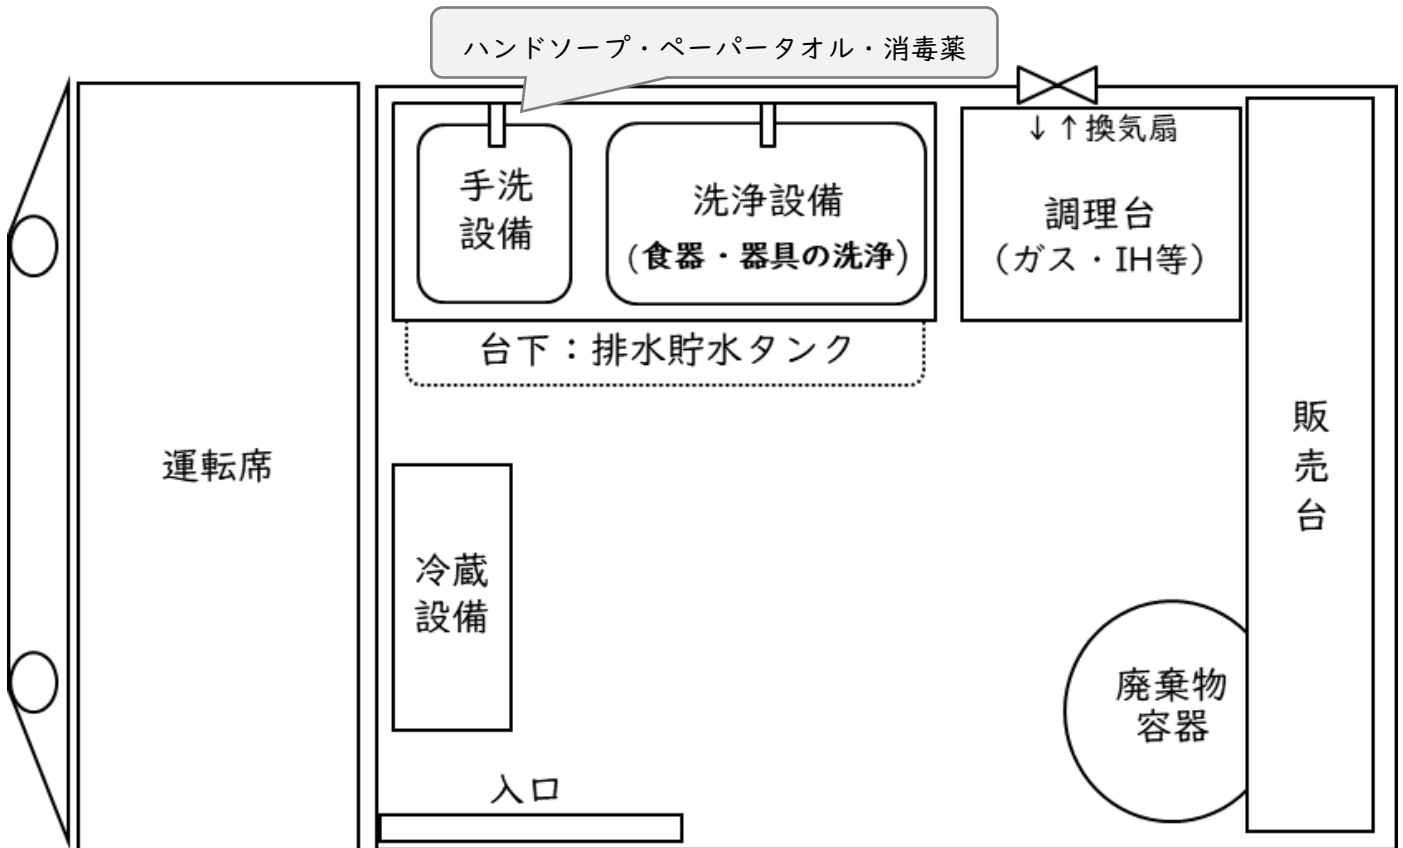 ハンドソープ・ペーパータオル・消毒薬
手洗
設備
洗浄設備
(食器・器具の洗浄)
↓↑換気扇
調理台
(ガス・IH等)
台下:排水貯水タンク
運転席
販
売
台
冷蔵
設備
廃棄物
容器
入口